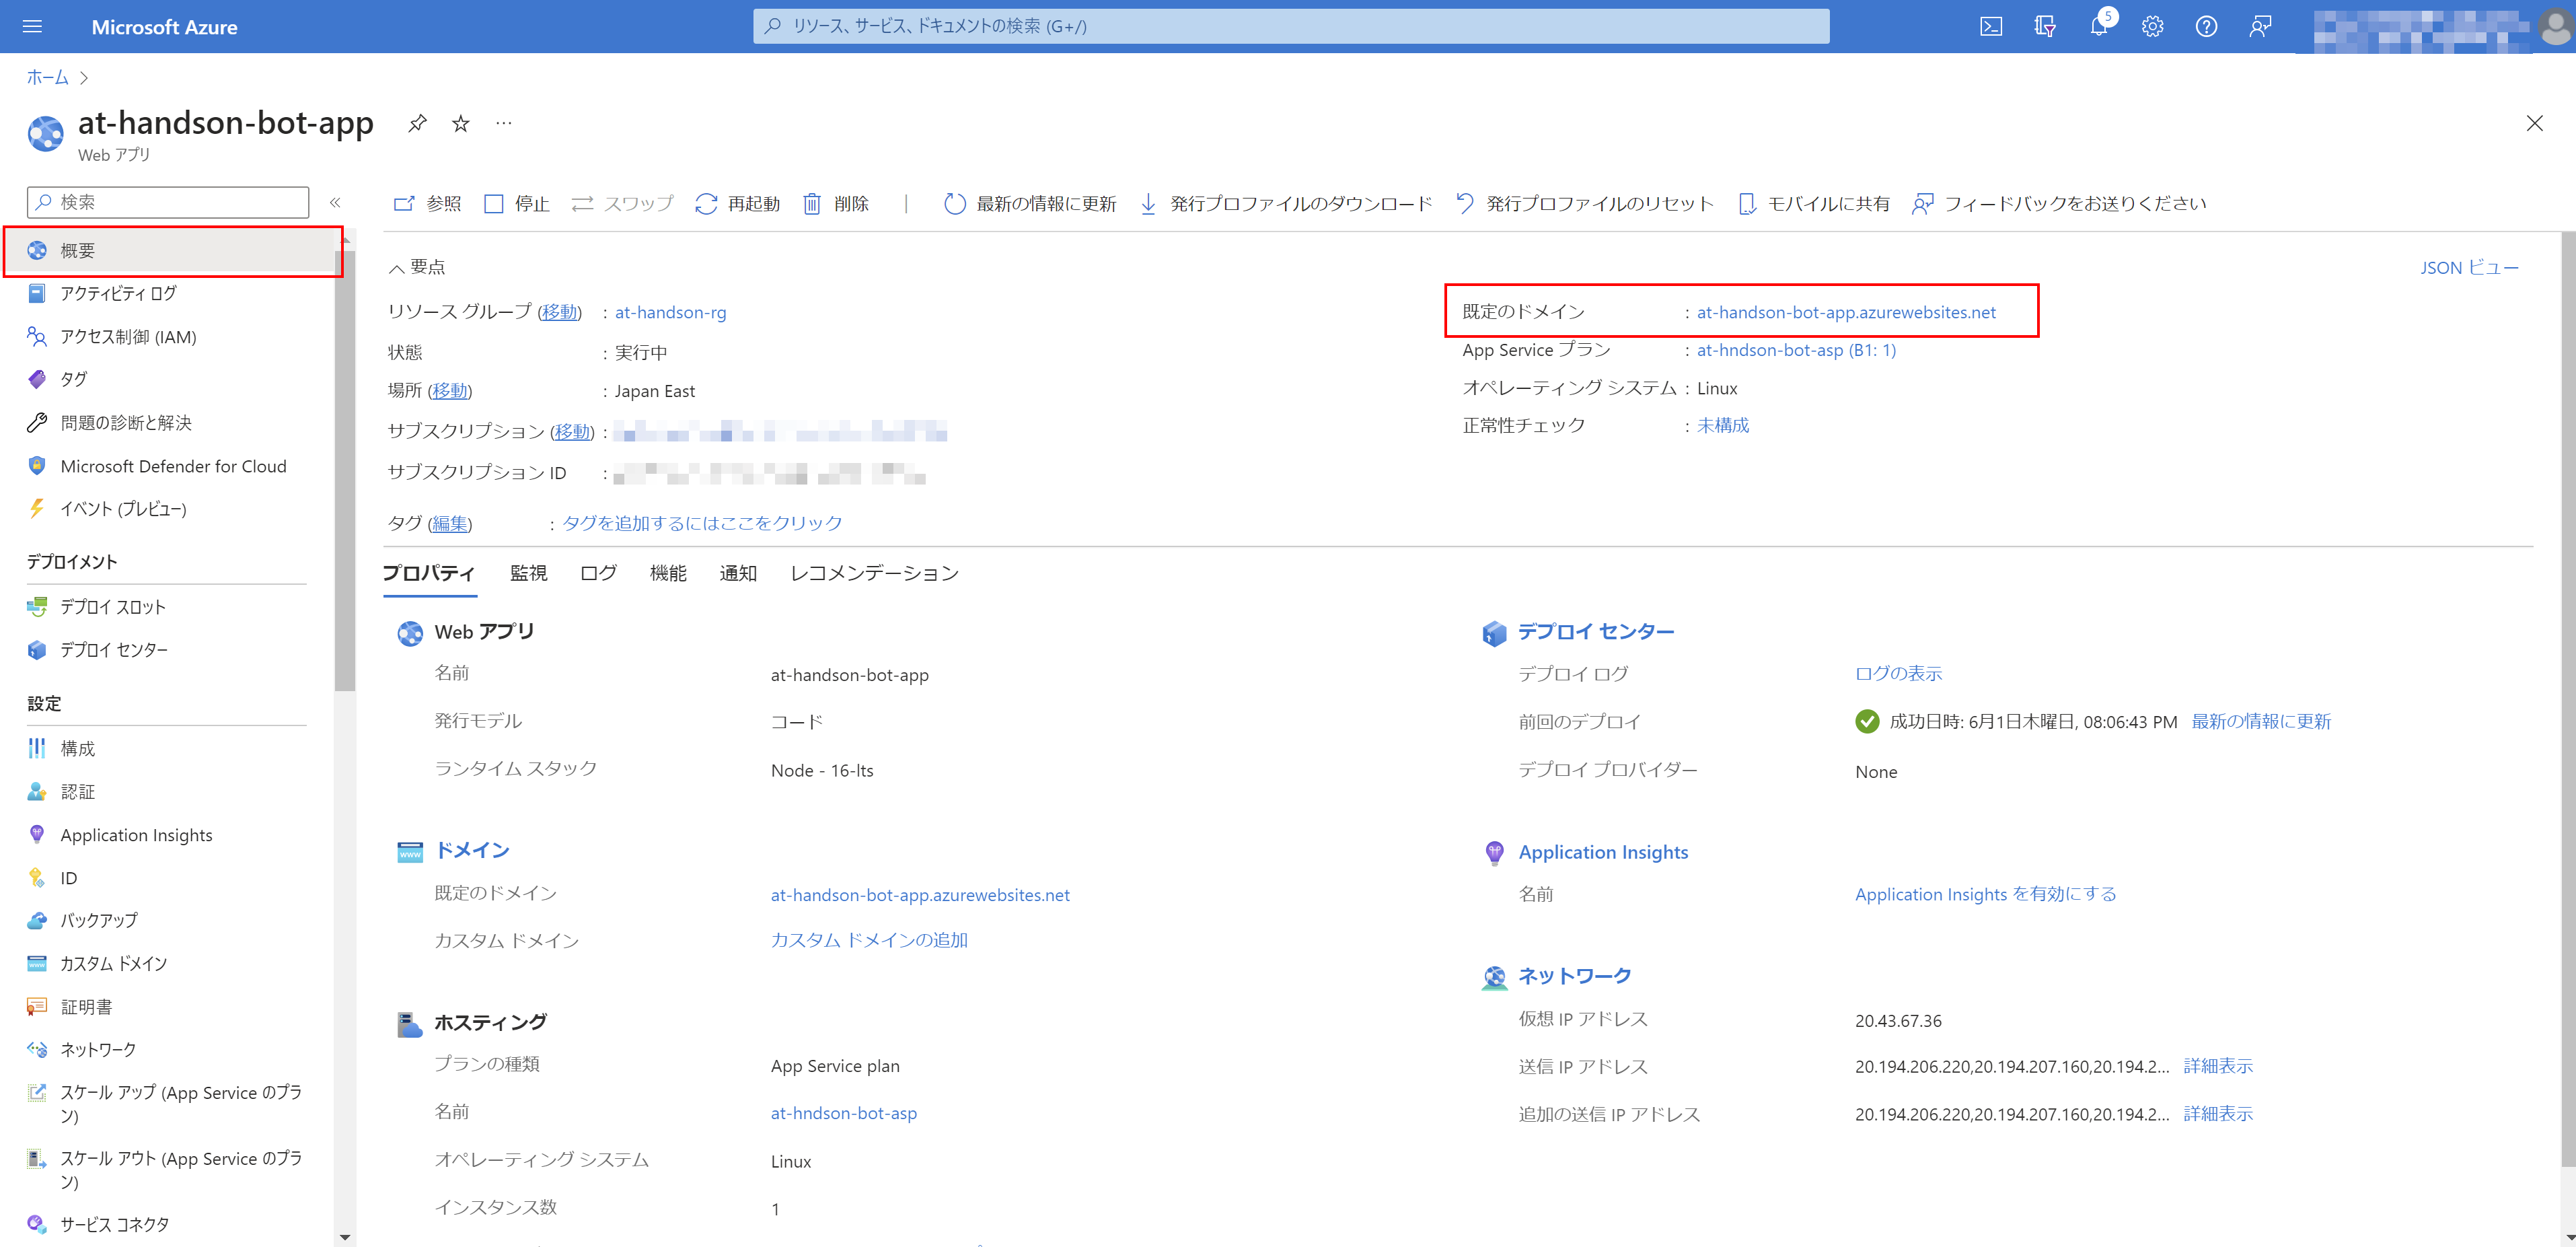 Microsoft Azure
リソース、サービス、ドキュメントの検索 (G+/)
5
ホーム
at-handson-bot-app
Web アプリ
検索
参照
停止
スワップ
再起動
削除
最新の情報に更新
発行プロファイルのダウンロード
発行プロファイルのリセット
モバイルに共有
フィードバックをお送りください
概要
アクティビティ ログ
アクセス制御 (IAM)
タグ
問題の診断と解決
Microsoft Defender for Cloud
イベント (プレビュー)
デプロイメント
デプロイ スロット
デプロイ センター
設定
構成
認証
Application Insights
ID
バックアップ
カスタム ドメイン
証明書
ネットワーク
スケール アップ (App Service のプラ
ン)
スケール アウト (App Service のプラ
ン)
サービス コネクタ
要点
JSON ビュー
リソース グループ (移動) : at-handson-rg
状態 : 実行中
場所 (移動) : Japan East
サブスクリプション (移動) :
サブスクリプション ID :
タグ (編集) : タグを追加するにはここをクリック
既定のドメイン : at-handson-bot-app.azurewebsites.net
App Service プラン : at-hndson-bot-asp (B1: 1)
オペレーティング システム : Linux
正常性チェック : 未構成
プロパティ 監視 ログ 機能 通知 レコメンデーション
Web アプリ
名前 at-handson-bot-app
発行モデル コード
ランタイム スタック Node - 16-lts
ドメイン
既定のドメイン at-handson-bot-app.azurewebsites.net
カスタム ドメイン カスタム ドメインの追加
ホスティング
プランの種類 App Service plan
名前 at-hndson-bot-asp
オペレーティング システム Linux
インスタンス数 1
デプロイ センター
デプロイ ログ ログの表示
前回のデプロイ 成功日時: 6月1日木曜日, 08:06:43 PM 最新の情報に更新
デプロイ プロバイダー None
Application Insights
名前 Application Insights を有効にする
ネットワーク
仮想 IP アドレス 20.43.67.36
送信 IP アドレス 20.194.206.220,20.194.207.160,20.194.2... 詳細表示
追加の送信 IP アドレス 20.194.206.220,20.194.207.160,20.194.2... 詳細表示